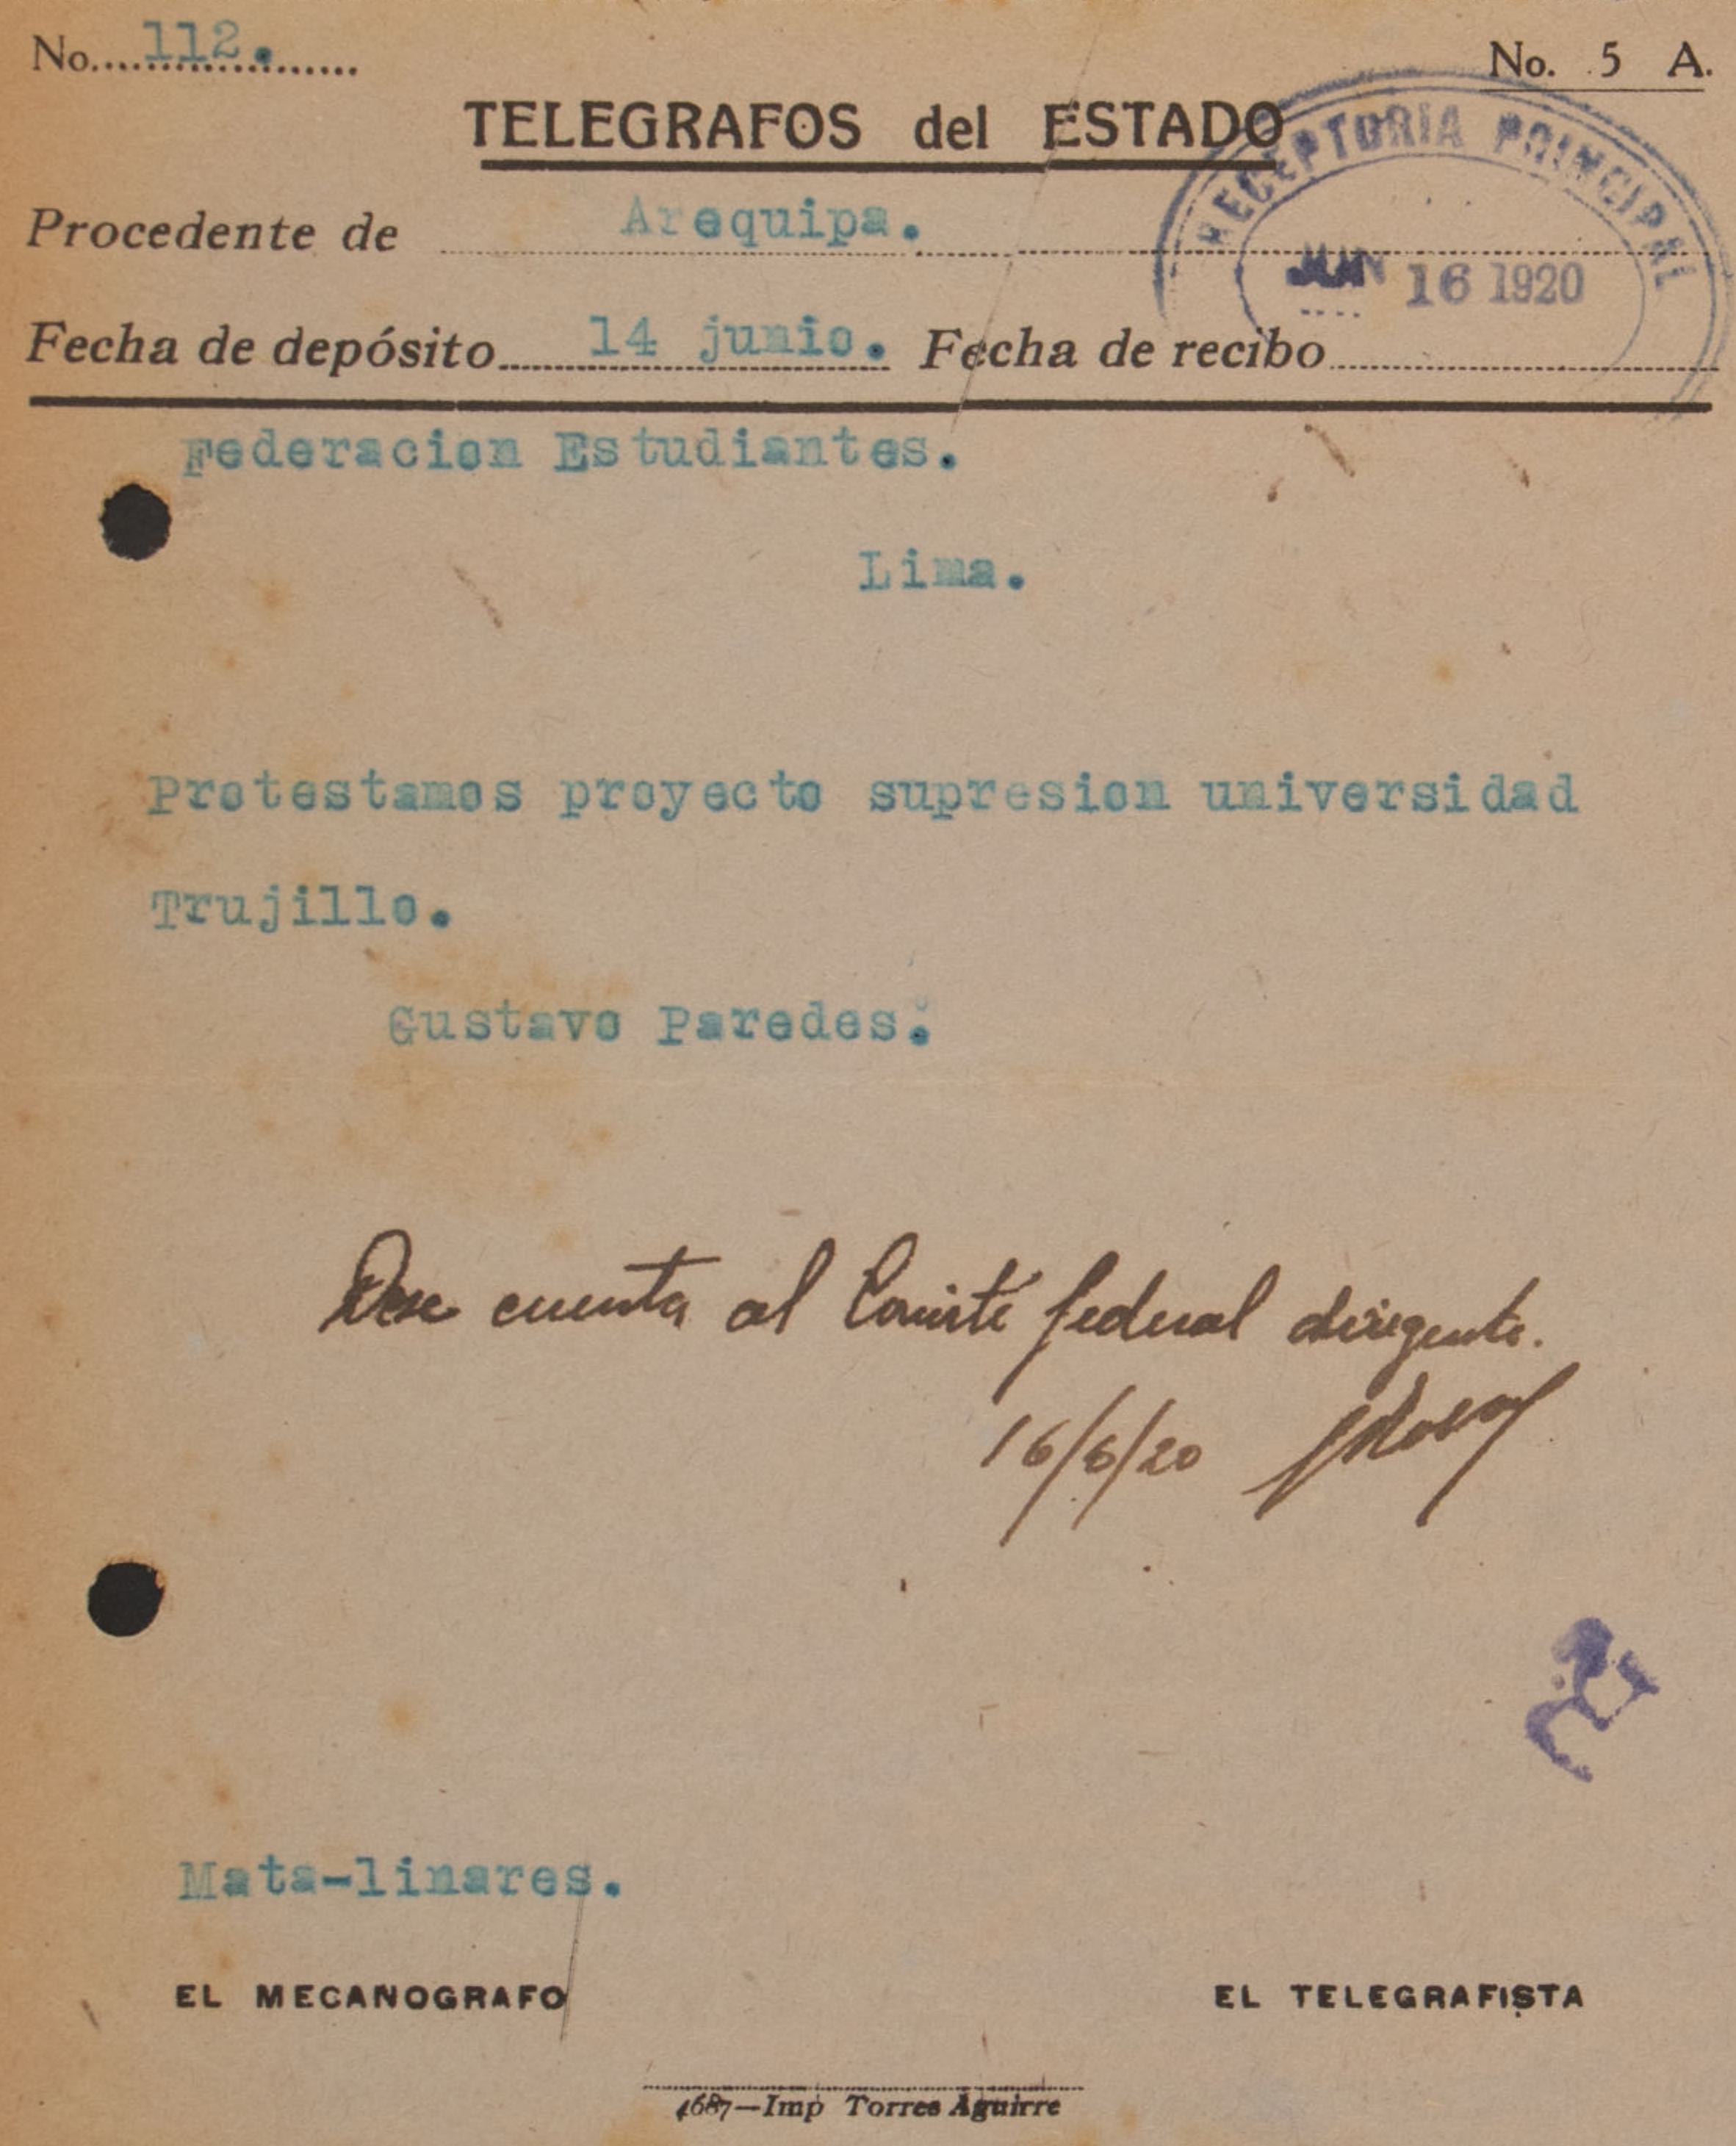 No. 112.
No. 5 A.
TELEGRAFOS del ESTADO
RECEPTORIA PRINCIPAL
JUN 16 1920
Procedente de Arequipa.
Fecha de depósito 14 junio. Fecha de recibo
Federacion Estudiantes.
Lima.
Protestamos proyecto supresion universidad
Trujillo.
Gustavo Paredes.
Dese cuenta al Comité federal dirigente.
16/6/20
Mata-linares.
EL MECANOGRAFO
EL TELEGRAFISTA
4687—Imp Torres Aguirre